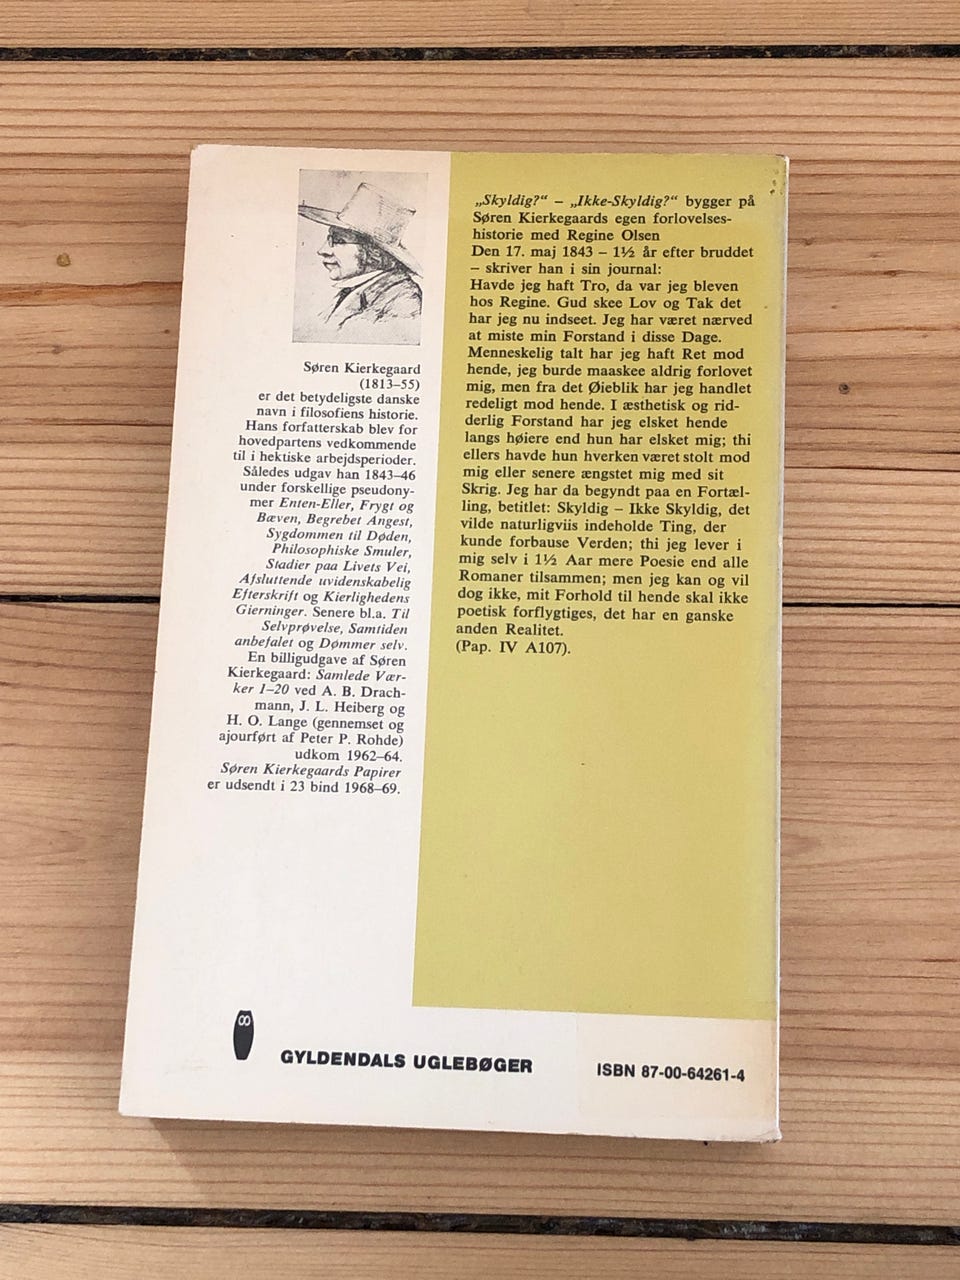 Søren Kierkegaard
(1813–55)
er det betydeligste danske
navn i filosofiens historie.
Hans forfatterskab blev for
hovedpartens vedkommende
til i hektiske arbejdsperioder.
Således udgav han 1843–46
under forskellige pseudony-
mer Enten-Eller, Frygt og
Bæven, Begrebet Angest,
Sygdommen til Døden,
Philosophiske Smuler,
Stadier paa Livets Vei,
Afsluttende uvidenskabelig
Efterskrift og Kierlighedens
Gierninger. Senere bl.a. Til
Selvprøvelse, Samtiden
anbefalet og Dømmer selv.
En billigudgave af Søren
Kierkegaard: Samlede Vær-
ker 1–20 ved A. B. Drach-
mann, J. L. Heiberg og
H. O. Lange (gennemset og
ajourført af Peter P. Rohde)
udkom 1962–64.
Søren Kierkegaards Papirer
er udsendt i 23 bind 1968–69.
„Skyldig?“ – „Ikke-Skyldig?“ bygger på
Søren Kierkegaards egen forlovelses-
historie med Regine Olsen
Den 17. maj 1843 – 1½ år efter bruddet
– skriver han i sin journal:
Havde jeg haft Tro, da var jeg bleven
hos Regine. Gud skee Lov og Tak det
har jeg nu indseet. Jeg har været nærved
at miste min Forstand i disse Dage.
Menneskelig talt har jeg haft Ret mod
hende, jeg burde maaskee aldrig forlovet
mig, men fra det Øieblik har jeg handlet
redeligt mod hende. I æsthetisk og rid-
derlig Forstand har jeg elsket hende
langs høiere end hun har elsket mig; thi
ellers havde hun hverken været stolt mod
mig eller senere ængstet mig med sit
Skrig. Jeg har da begyndt paa en Fortæl-
ling, betitlet: Skyldig – Ikke Skyldig, det
vilde naturligviis indeholde Ting, der
kunde forbause Verden; thi jeg lever i
mig selv i 1½ Aar mere Poesie end alle
Romaner tilsammen; men jeg kan og vil
dog ikke, mit Forhold til hende skal ikke
poetisk forflygtiges, det har en ganske
anden Realitet.
(Pap. IV A107).
GYLDENDALS UGLEBØGER
ISBN 87-00-64261-4